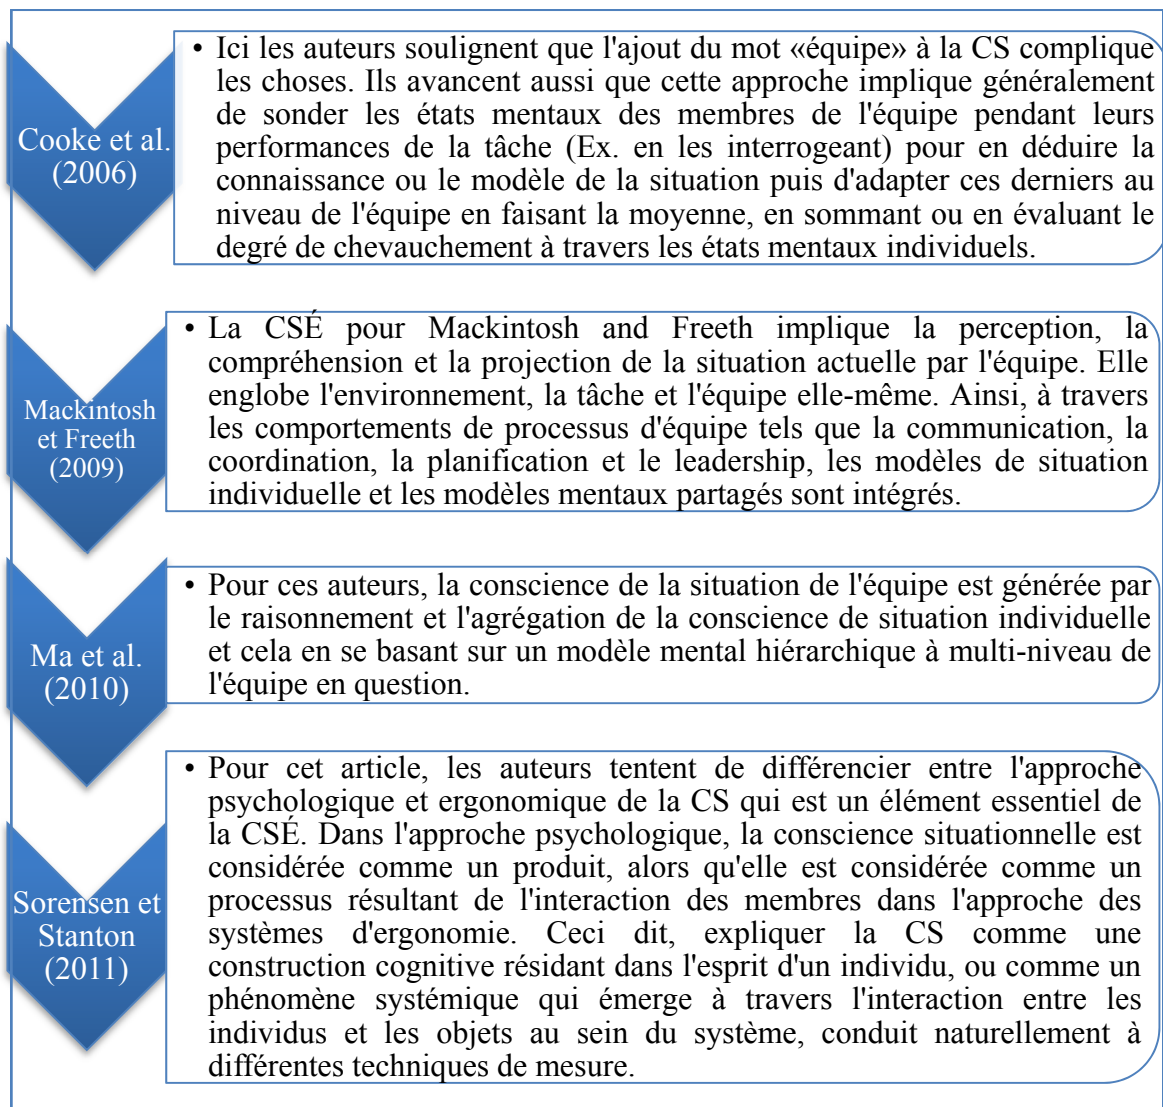 Cooke et al.
(2006)
• Ici les auteurs soulignent que l'ajout du mot «équipe» à la CS complique
les choses. Ils avancent aussi que cette approche implique généralement
de sonder les états mentaux des membres de l'équipe pendant leurs
performances de la tâche (Ex. en les interrogeant) pour en déduire la
connaissance ou le modèle de la situation puis d'adapter ces derniers au
niveau de l'équipe en faisant la moyenne, en sommant ou en évaluant le
degré de chevauchement à travers les états mentaux individuels.
Mackintosh
et Freeth
(2009)
• La CSÉ pour Mackintosh and Freeth implique la perception, la
compréhension et la projection de la situation actuelle par l'équipe. Elle
englobe l'environnement, la tâche et l'équipe elle-même. Ainsi, à travers
les comportements de processus d'équipe tels que la communication, la
coordination, la planification et le leadership, les modèles de situation
individuelle et les modèles mentaux partagés sont intégrés.
Ma et al.
(2010)
• Pour ces auteurs, la conscience de la situation de l'équipe est générée par
le raisonnement et l'agrégation de la conscience de situation individuelle
et cela en se basant sur un modèle mental hiérarchique à multi-niveau de
l'équipe en question.
Sorensen et
Stanton
(2011)
• Pour cet article, les auteurs tentent de différencier entre l'approche
psychologique et ergonomique de la CS qui est un élément essentiel de
la CSÉ. Dans l'approche psychologique, la conscience situationnelle est
considérée comme un produit, alors qu'elle est considérée comme un
processus résultant de l'interaction des membres dans l'approche des
systèmes d'ergonomie. Ceci dit, expliquer la CS comme une
construction cognitive résidant dans l'esprit d'un individu, ou comme un
phénomène systémique qui émerge à travers l'interaction entre les
individus et les objets au sein du système, conduit naturellement à
différentes techniques de mesure.